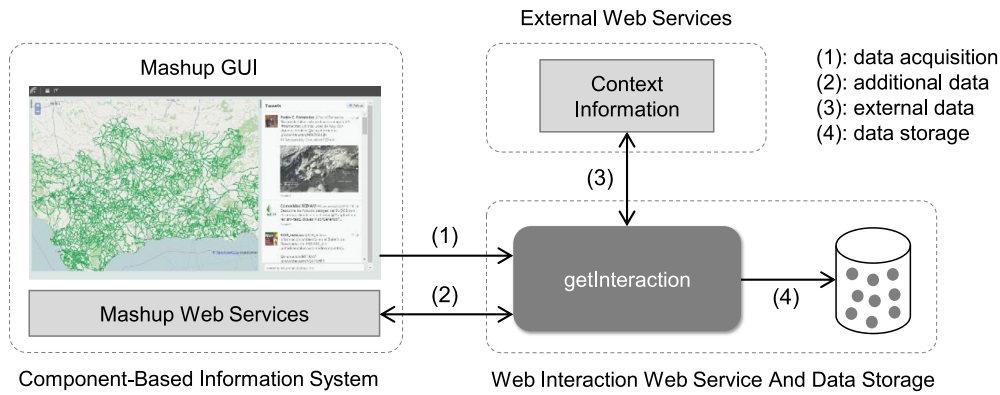 External Web Services
Mashup GUI
Context
Information
(1): data acquisition
(2): additional data
(3): external data
(4): data storage
Tweets
(3)
(1)
getInteraction
(2)
(4)
Mashup Web Services
Component-Based Information System
Web Interaction Web Service And Data Storage